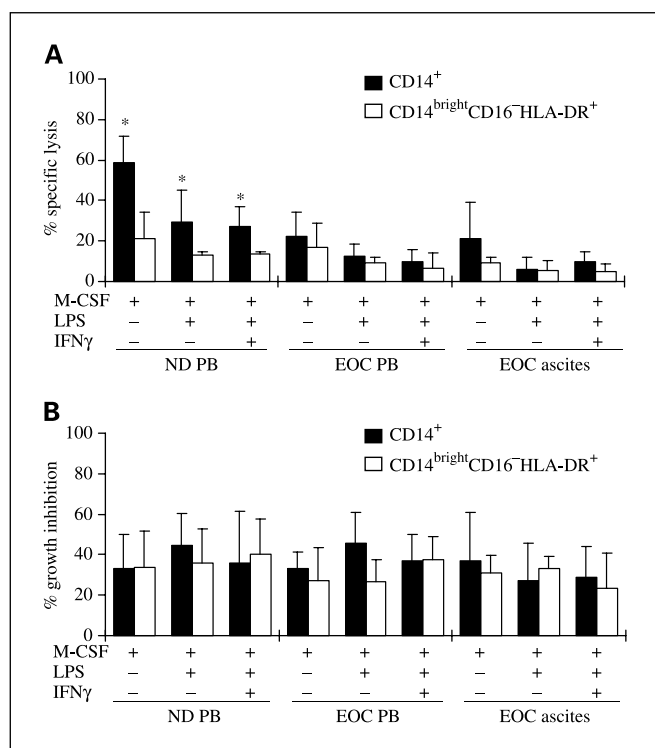 A
% specific lysis
100
80
60
40
20
0
CD14+
CD14brightCD16−HLA-DR+
* * *
M-CSF + + + + + + + + +
LPS − + + − + + − + +
IFNγ − − + − − + − − +
ND PB EOC PB EOC ascites
B
% growth inhibition
100
80
60
40
20
0
CD14+
CD14brightCD16−HLA-DR+
M-CSF + + + + + + + + +
LPS − + + − + + − + +
IFNγ − − + − − + − − +
ND PB EOC PB EOC ascites